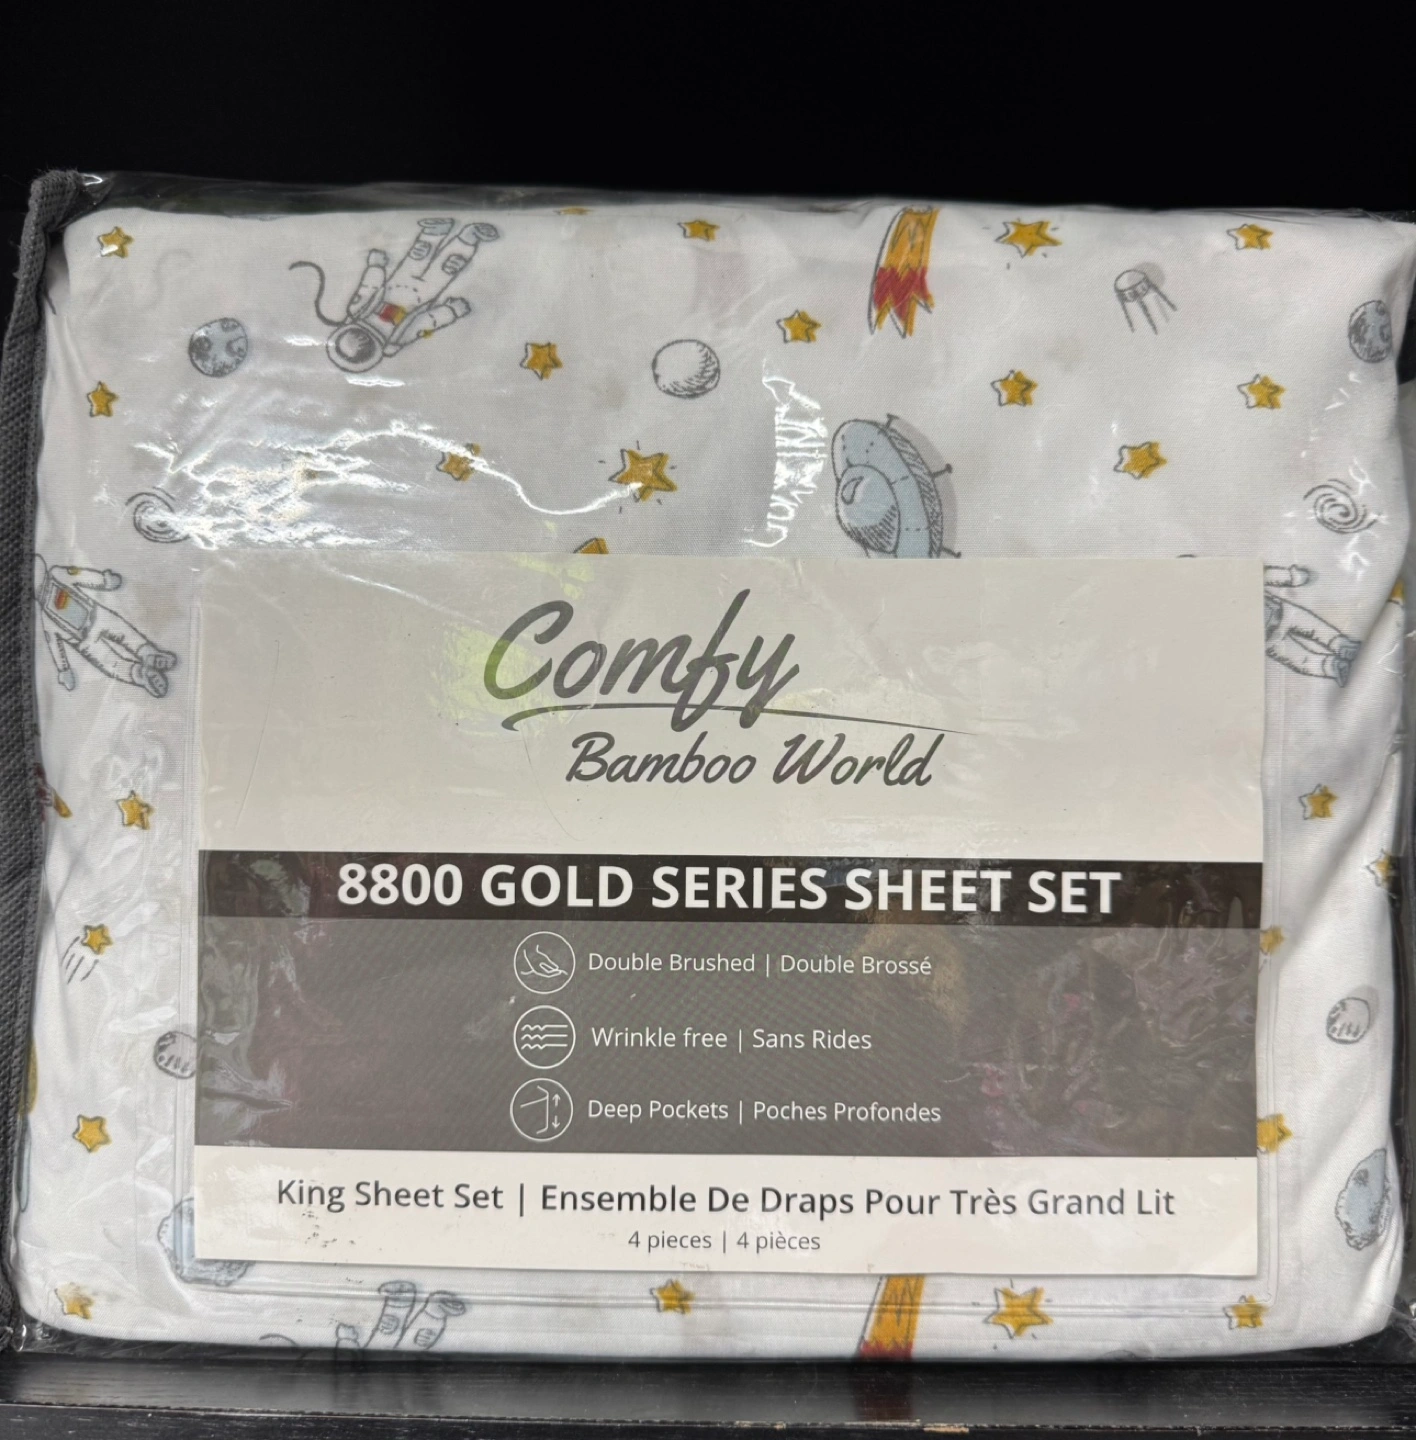 Comfy
Bamboo World
8800 GOLD SERIES SHEET SET
Double Brushed | Double Brossé
Wrinkle free | Sans Rides
Deep Pockets | Poches Profondes
King Sheet Set | Ensemble De Draps Pour Très Grand Lit
4 pieces | 4 pièces